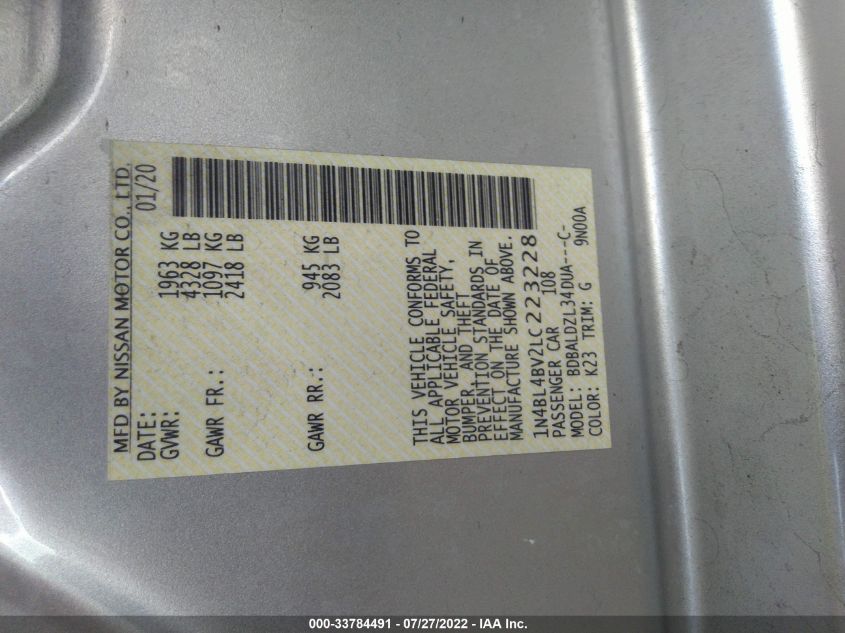 MFD BY NISSAN MOTOR CO., LTD.
DATE: 01/20
GVWR: 1963 KG
4328 LB
GAWR FR.: 1097 KG
2418 LB
GAWR RR.: 945 KG
2083 LB
THIS VEHICLE CONFORMS TO
ALL APPLICABLE FEDERAL
MOTOR VEHICLE SAFETY,
BUMPER, AND THEFT
PREVENTION STANDARDS IN
EFFECT ON THE DATE OF
MANUFACTURE SHOWN ABOVE.
1N4BL4BV2LC223228
PASSENGER CAR 108
MODEL: BDBALDZL34DUA---C-
COLOR: K23 TRIM: G 9N00A
000-33784491 - 07/27/2022 - IAA Inc.